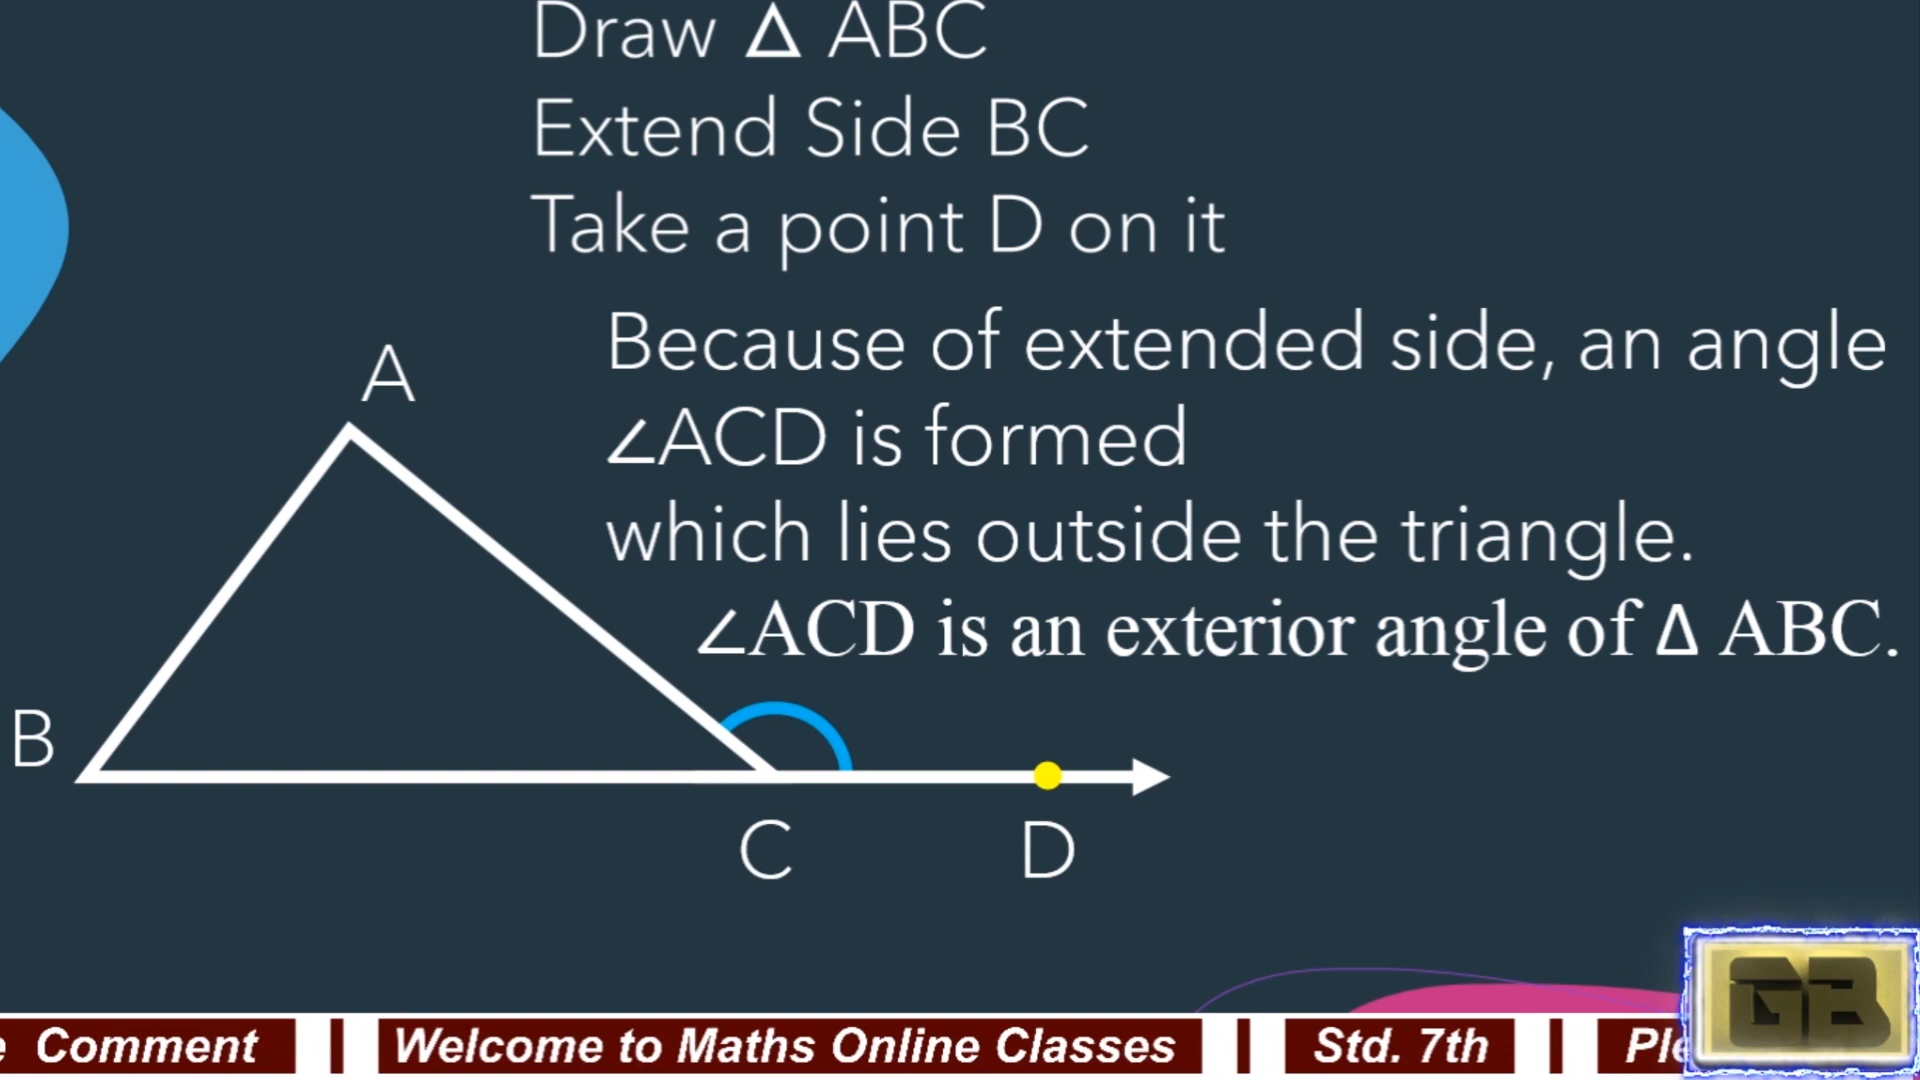 Draw Δ ABC
Extend Side BC
Take a point D on it
Because of extended side, an angle
∠ACD is formed
which lies outside the triangle.
∠ACD is an exterior angle of Δ ABC.
A
B
C
D
Comment | Welcome to Maths Online Classes | Std. 7th |
GB